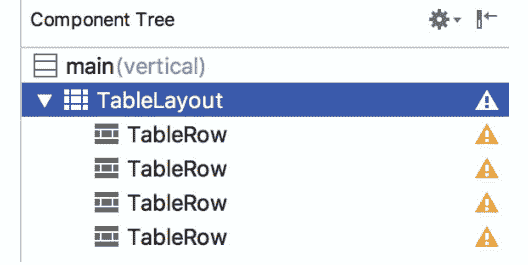 Component Tree
main (vertical)
TableLayout
TableRow
TableRow
TableRow
TableRow